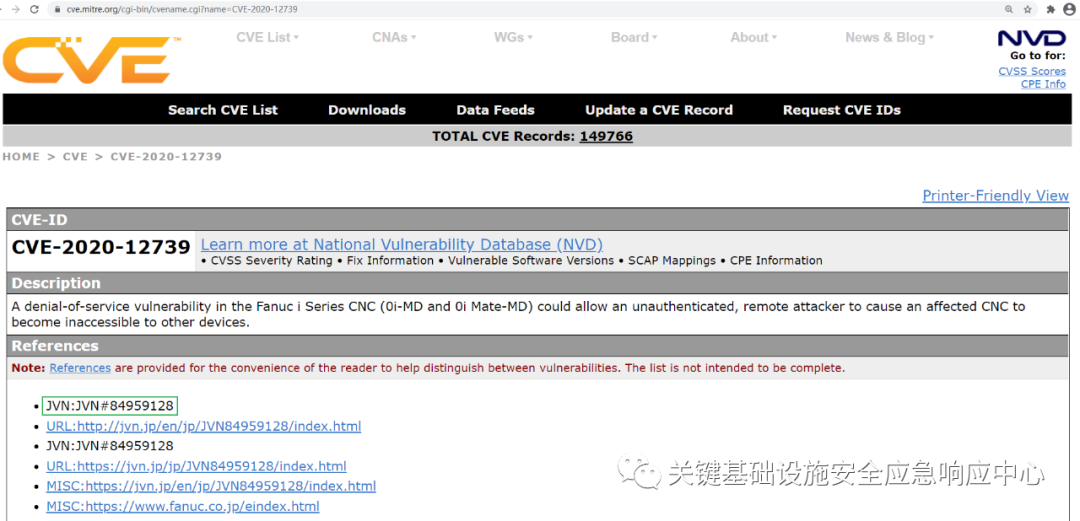 cve.mitre.org/cgi-bin/cvename.cgi?name=CVE-2020-12739
CVE™
CVE List▾ CNAs▾ WGs▾ Board▾ About▾ News & Blog▾
NVD
Go to for:
CVSS Scores
CPE Info
Search CVE List Downloads Data Feeds Update a CVE Record Request CVE IDs
TOTAL CVE Records: 149766
HOME > CVE > CVE-2020-12739
Printer-Friendly View
CVE-ID
CVE-2020-12739 Learn more at National Vulnerability Database (NVD)
• CVSS Severity Rating • Fix Information • Vulnerable Software Versions • SCAP Mappings • CPE Information
Description
A denial-of-service vulnerability in the Fanuc i Series CNC (0i-MD and 0i Mate-MD) could allow an unauthenticated, remote attacker to cause an affected CNC to
become inaccessible to other devices.
References
Note: References are provided for the convenience of the reader to help distinguish between vulnerabilities. The list is not intended to be complete.
• JVN:JVN#84959128
• URL:http://jvn.jp/en/jp/JVN84959128/index.html
• JVN:JVN#84959128
• URL:https://jvn.jp/jp/JVN84959128/index.html
• MISC:https://jvn.jp/en/jp/JVN84959128/index.html
• MISC:https://www.fanuc.co.jp/eindex.html
关键基础设施安全应急响应中心